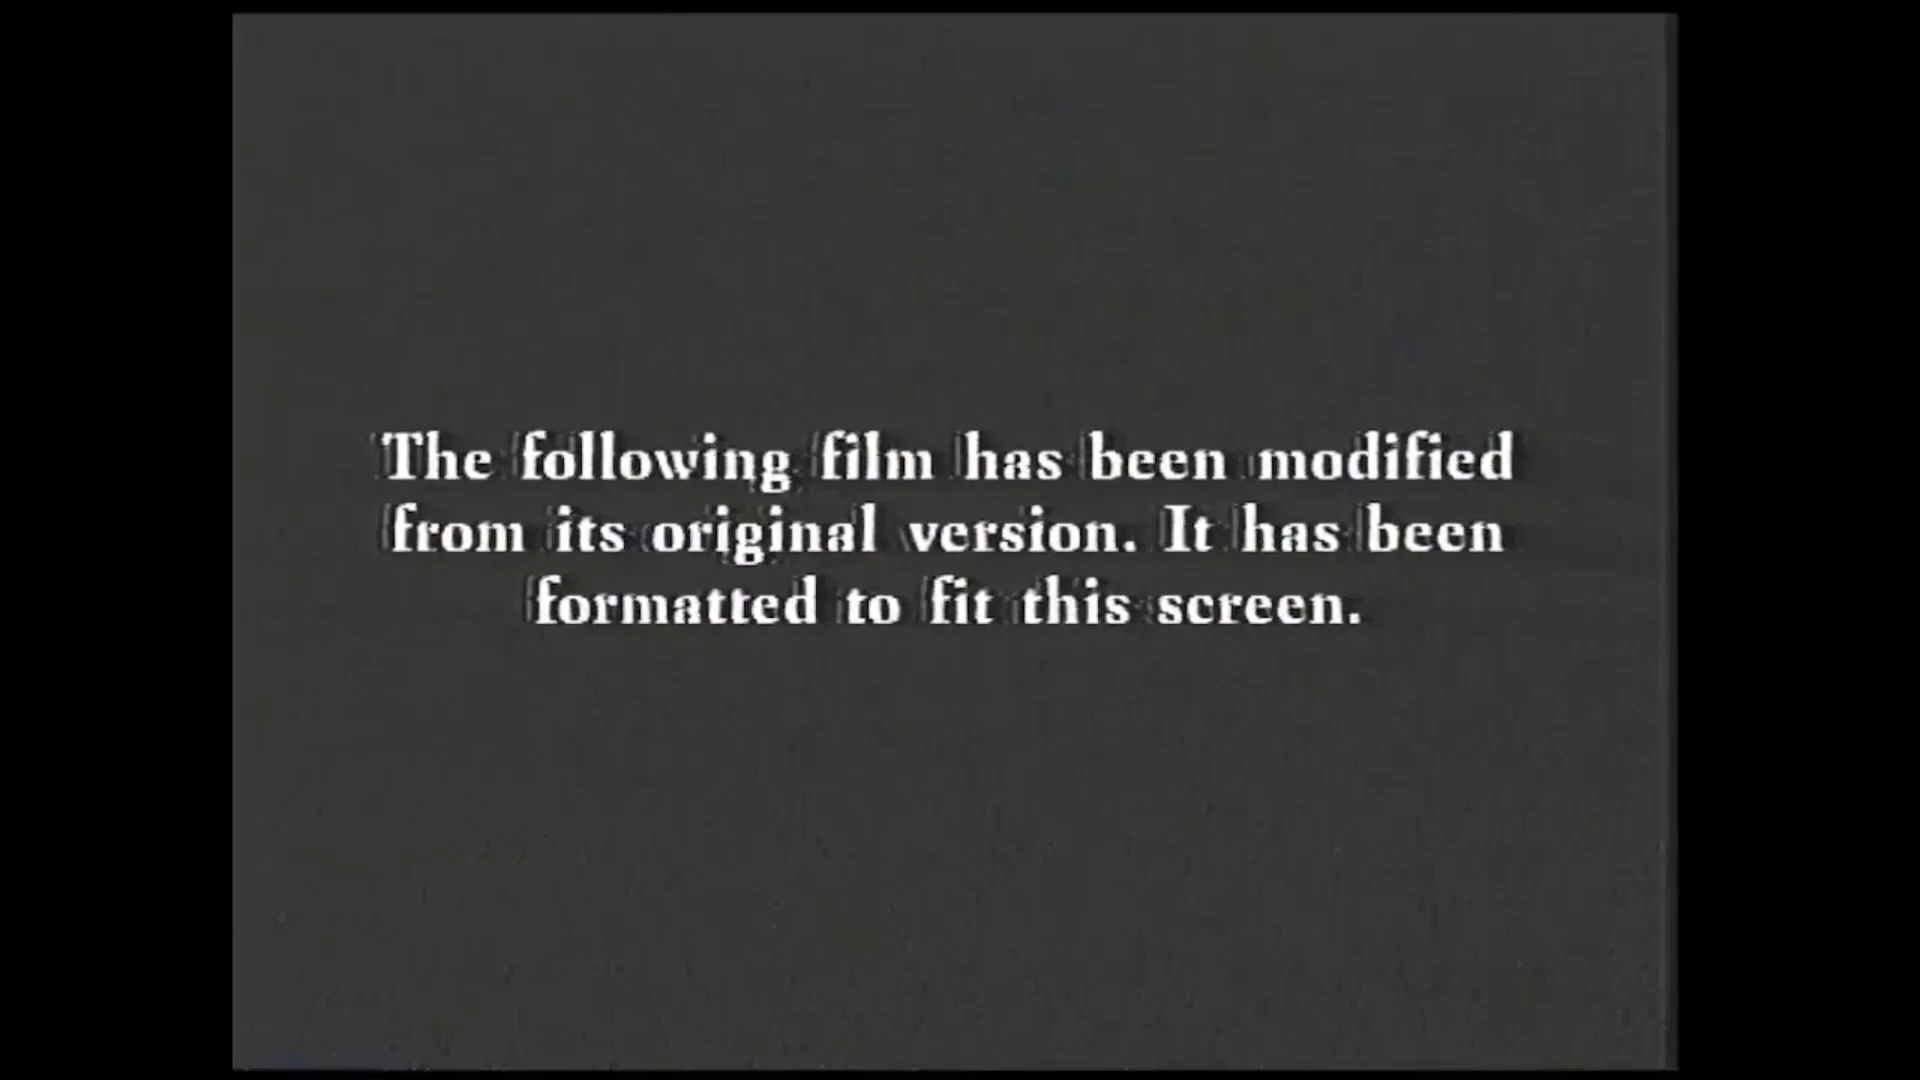 The following film has been modified
from its original version. It has been
formatted to fit this screen.